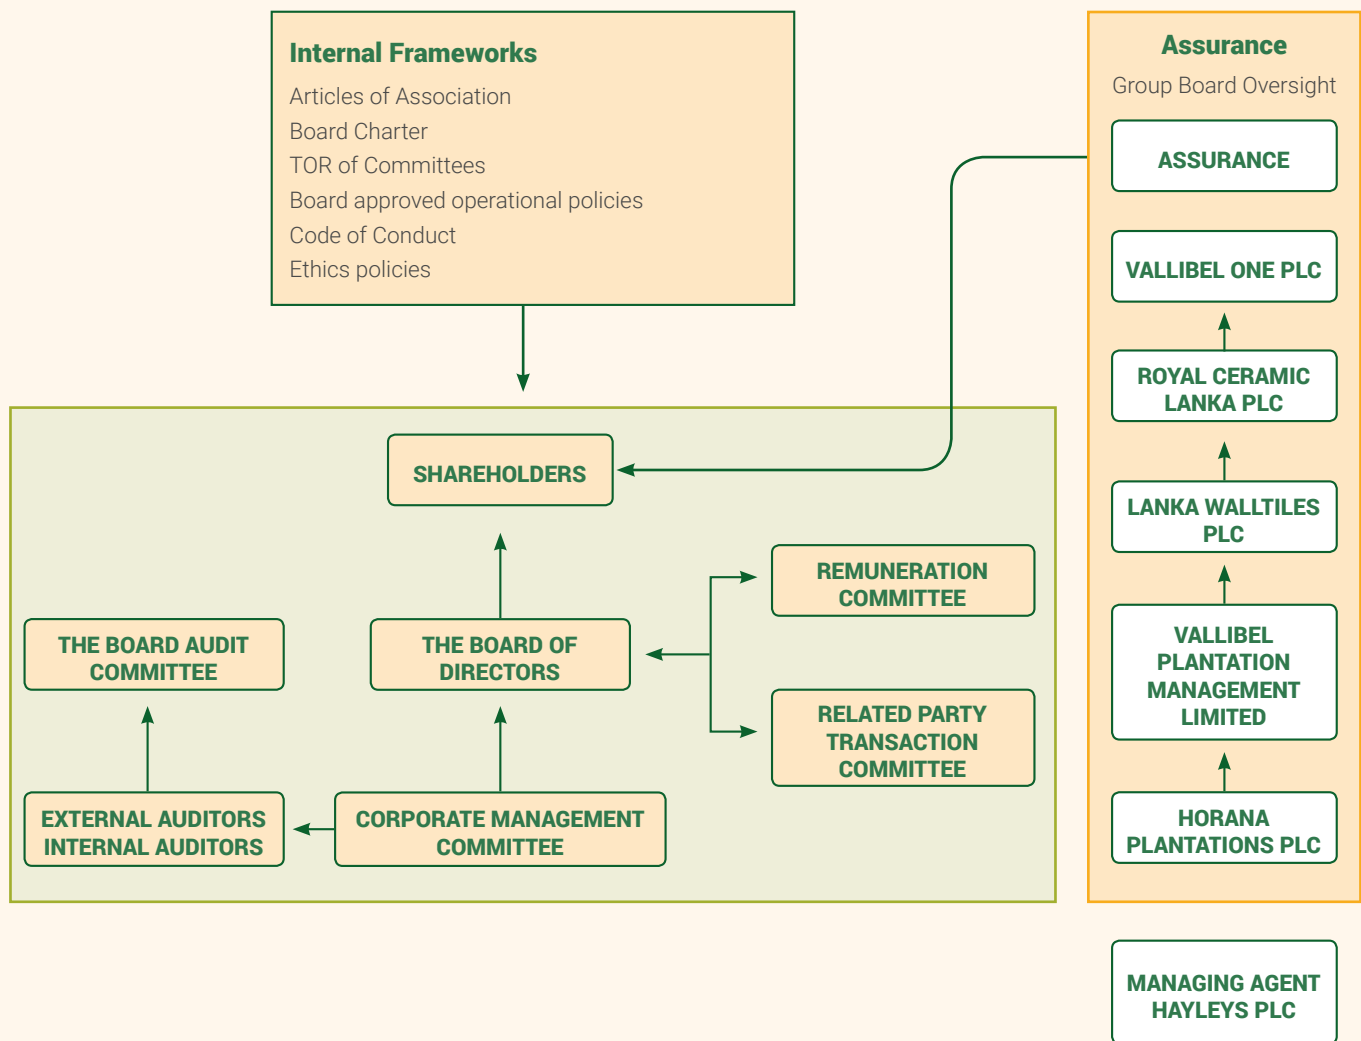 Internal Frameworks
Articles of Association
Board Charter
TOR of Committees
Board approved operational policies
Code of Conduct
Ethics policies
SHAREHOLDERS
REMUNERATION
COMMITTEE
THE BOARD AUDIT
COMMITTEE
THE BOARD OF
DIRECTORS
RELATED PARTY
TRANSACTION
COMMITTEE
EXTERNAL AUDITORS
INTERNAL AUDITORS
CORPORATE MANAGEMENT
COMMITTEE
Assurance
Group Board Oversight
ASSURANCE
VALLIBEL ONE PLC
ROYAL CERAMIC
LANKA PLC
LANKA WALLTILES
PLC
VALLIBEL
PLANTATION
MANAGEMENT
LIMITED
HORANA
PLANTATIONS PLC
MANAGING AGENT
HAYLEYS PLC